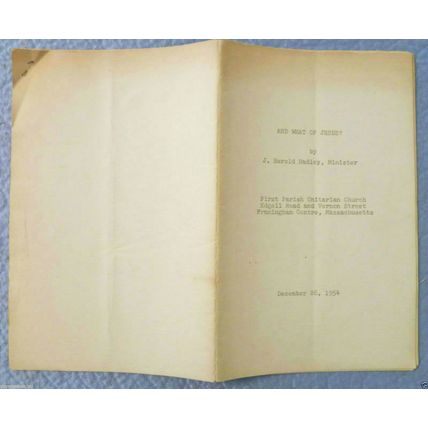 AND WHAT OF JESUS?
by
J. Harold Hadley, Minister
First Parish Unitarian Church
Edgell Road and Vernon Street
Framingham Centre, Massachusetts
December 26, 1954